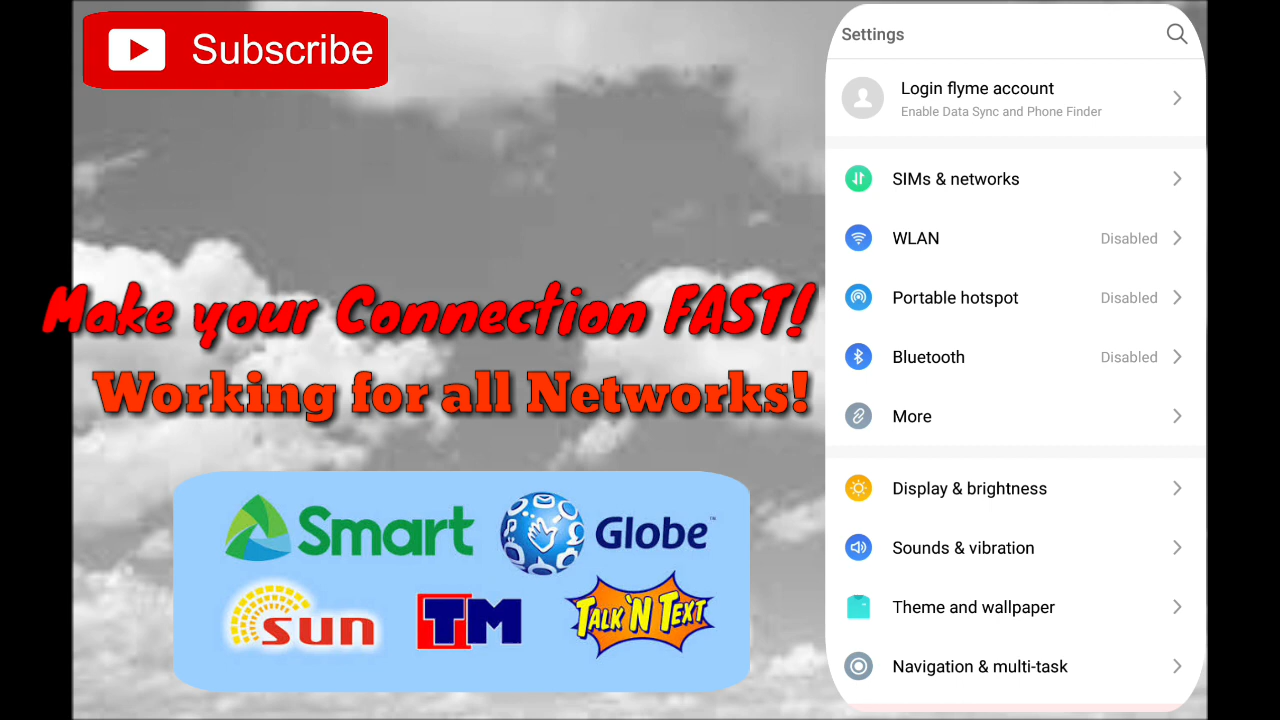 Subscribe
Make your Connection FAST!
Working for all Networks!
Smart
Globe™
sun
TM
TALK 'N TEXT
Settings
Login flyme account
Enable Data Sync and Phone Finder
SIMs & networks
WLAN Disabled
Portable hotspot Disabled
Bluetooth Disabled
More
Display & brightness
Sounds & vibration
Theme and wallpaper
Navigation & multi-task